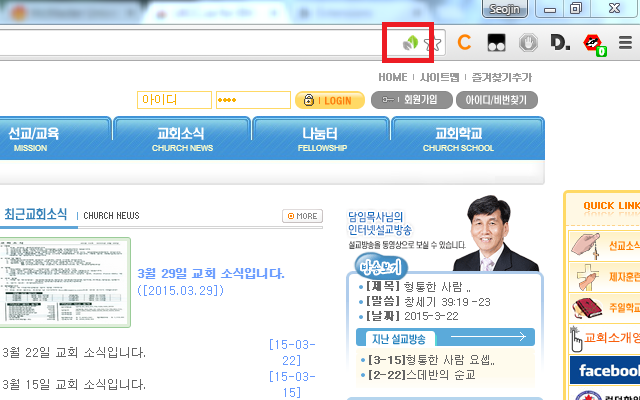 Seojin
D.
0
HOME | 사이트맵 | 즐겨찾기추가
아이디
LOGIN
회원가입
아이디/비번찾기
선교/교육
MISSION
교회소식
CHURCH NEWS
나눔터
FELLOWSHIP
교회학교
CHURCH SCHOOL
최근교회소식 | CHURCH NEWS
MORE
3월 29일 교회 소식입니다.
([2015.03.29])
3월 22일 교회 소식입니다.
[15-03-
22]
3월 15일 교회 소식입니다.
[15-03-
15]
담임목사님의
인터넷설교방송
설교방송을 동영상으로 보실 수 있습니다.
다시보기
[제목] 형통한 사람 ..
[말씀] 창세기 39:19 -23
[날짜] 2015-3-22
지난 설교방송
[3-15]형통한 사람 요셉..
[2-22]스데반의 순교
QUICK LINK
선교소식
제자훈련
주일학교
교회소개영
facebook